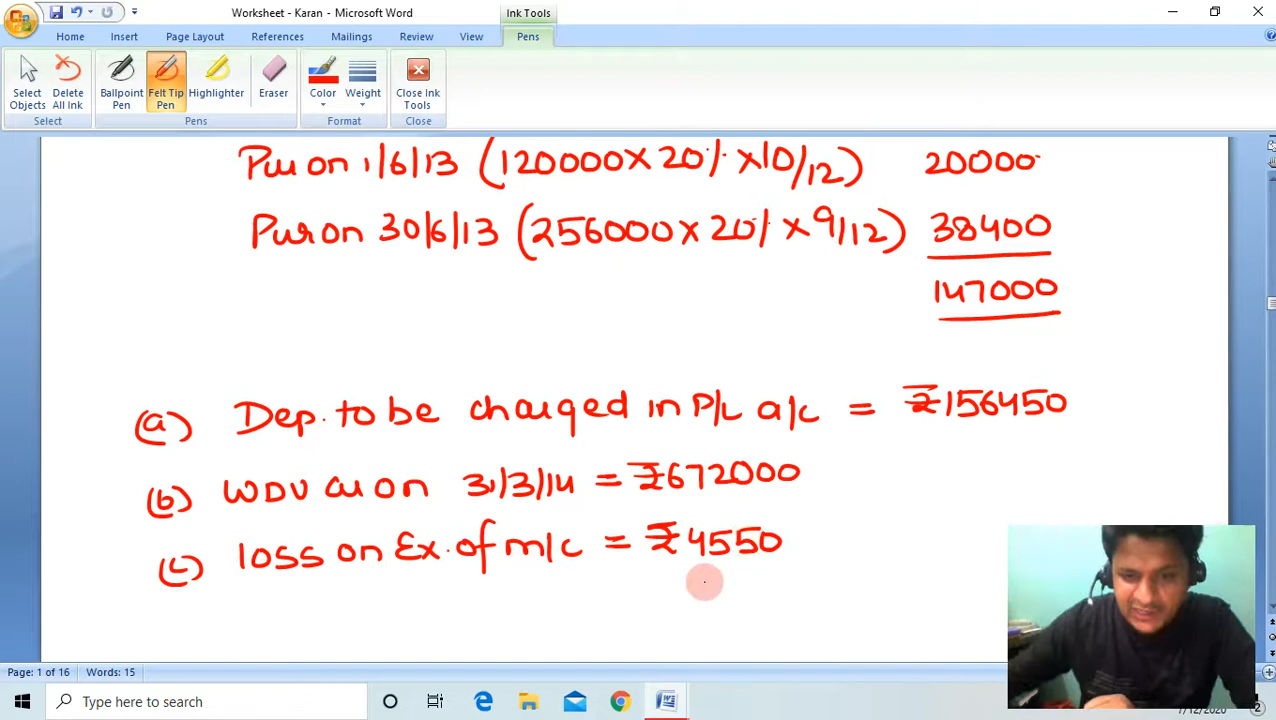 Worksheet - Karan - Microsoft Word
Ink Tools
Home Insert Page Layout References Mailings Review View Pens
Select Objects
Delete All Ink
Ballpoint Pen
Felt Tip Pen
Highlighter
Eraser
Color
Weight
Close Ink Tools
Select Pens Format Close
Pur on 1/6/13 (120000 x 20% x 10/12) 20000
Pur on 30/6/13 (256000 x 20% x 9/12) 38400
147000
(a) Dep. to be charged in P/L a/c = ₹156450
(b) WDV as on 31/3/14 = ₹672000
(c) loss on Ex. of m/c = ₹4550
Page: 1 of 16 Words: 15
Type here to search